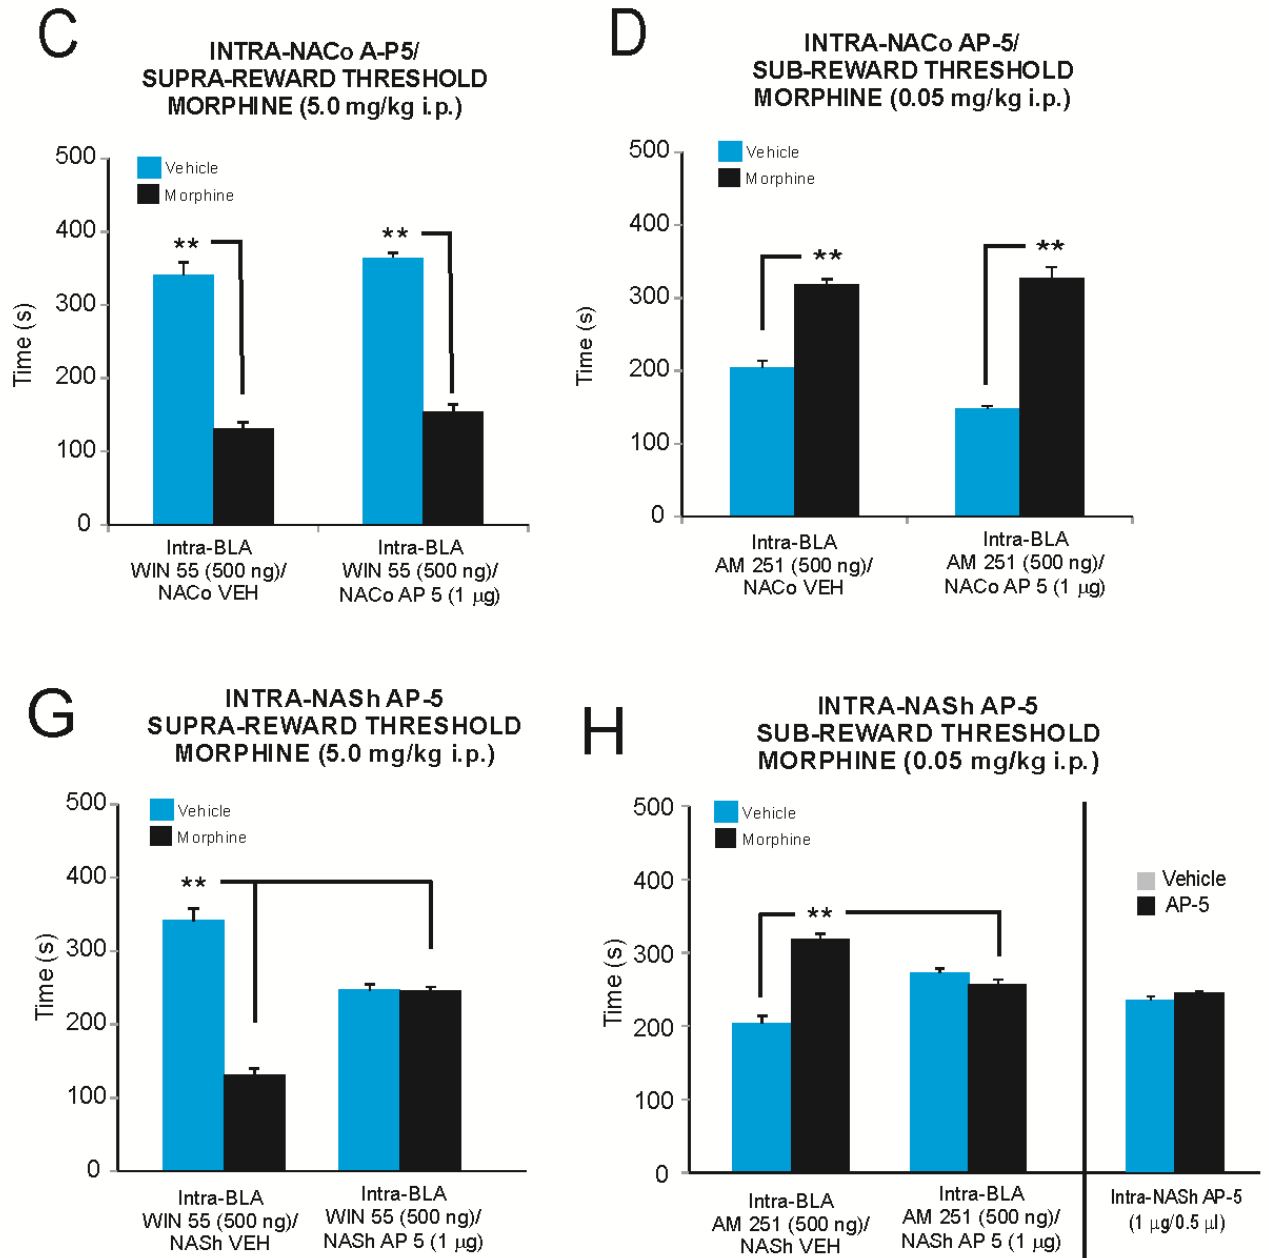 C
INTRA-NACo A-P5/
SUPRA-REWARD THRESHOLD
MORPHINE (5.0 mg/kg i.p.)
500
400
300
200
100
0
Time (s)
Vehicle
Morphine
**
**
Intra-BLA
WIN 55 (500 ng)/
NACo VEH
Intra-BLA
WIN 55 (500 ng)/
NACo AP 5 (1 µg)
D
INTRA-NACo AP-5/
SUB-REWARD THRESHOLD
MORPHINE (0.05 mg/kg i.p.)
500
400
300
200
100
0
Time (s)
Vehicle
Morphine
**
**
Intra-BLA
AM 251 (500 ng)/
NACo VEH
Intra-BLA
AM 251 (500 ng)/
NACo AP 5 (1 µg)
G
INTRA-NASh AP-5
SUPRA-REWARD THRESHOLD
MORPHINE (5.0 mg/kg i.p.)
500
400
300
200
100
0
Time (s)
Vehicle
Morphine
**
Intra-BLA
WIN 55 (500 ng)/
NASh VEH
Intra-BLA
WIN 55 (500 ng)/
NASh AP 5 (1 µg)
H
INTRA-NASh AP-5
SUB-REWARD THRESHOLD
MORPHINE (0.05 mg/kg i.p.)
500
400
300
200
100
0
Time (s)
Vehicle
Morphine
**
Intra-BLA
AM 251 (500 ng)/
NASh VEH
Intra-BLA
AM 251 (500 ng)/
NASh AP 5 (1 µg)
Vehicle
AP-5
Intra-NASh AP-5
(1 µg/0.5 µl)